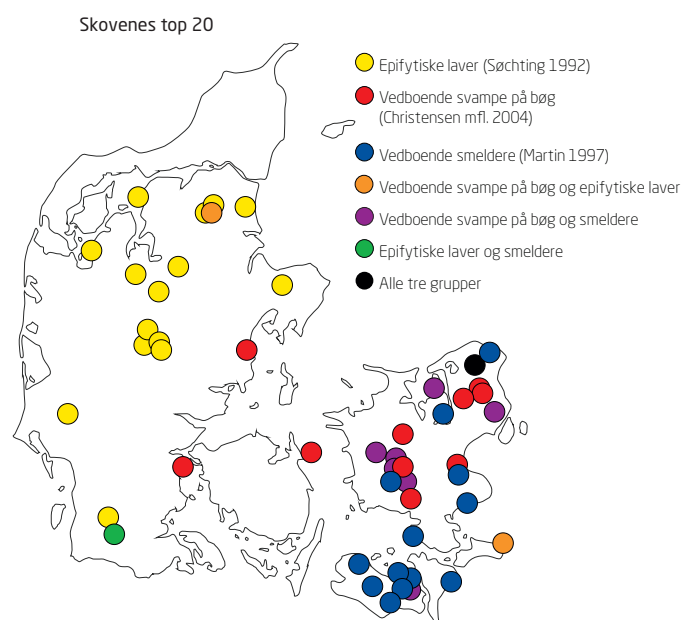 Skovenes top 20
Epifytiske laver (Søchting 1992)
Vedboende svampe på bøg
(Christensen mfl. 2004)
Vedboende smeldere (Martin 1997)
Vedboende svampe på bøg og epifytiske laver
Vedboende svampe på bøg og smeldere
Epifytiske laver og smeldere
Alle tre grupper